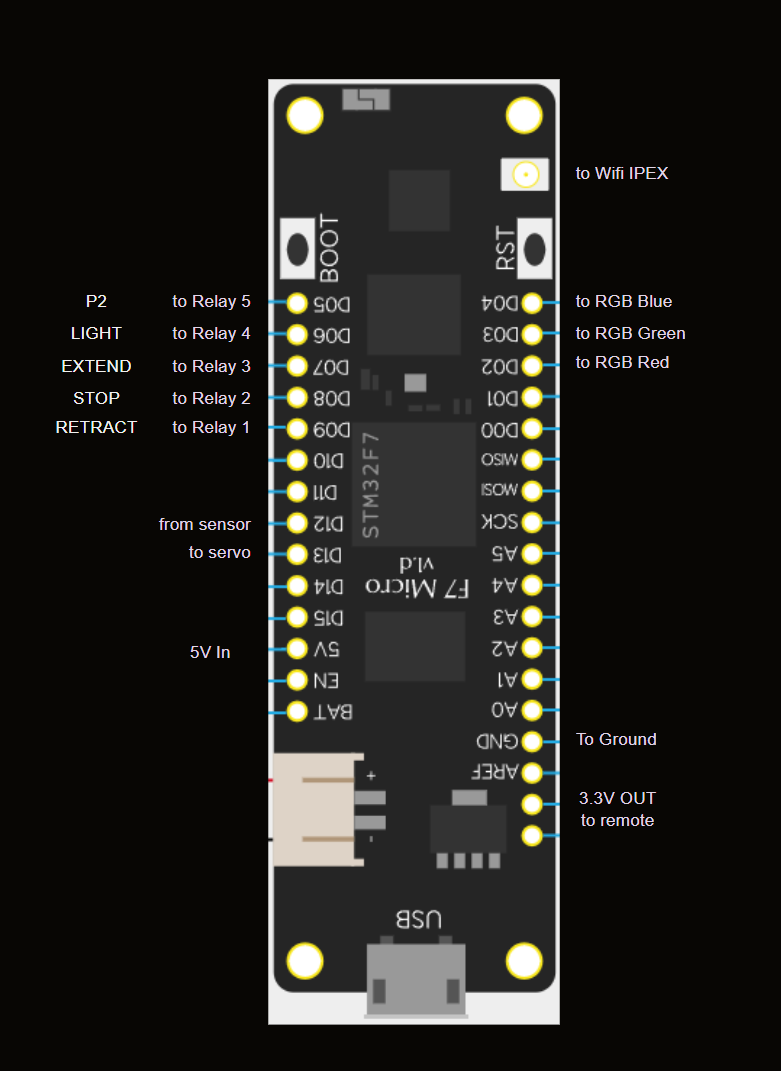 to Wifi IPEX
BOOT
RST
P2 to Relay 5 D05 D04 to RGB Blue
LIGHT to Relay 4 D06 D03 to RGB Green
EXTEND to Relay 3 D07 D02 to RGB Red
STOP to Relay 2 D08 D01
RETRACT to Relay 1 D09 D00
D10 MISO
D11 MOSI
STM32F7
from sensor D12 SCK
to servo D13 A5
F7 Micro
v1.d
D14 A4
D15 A3
5V In 5V A2
EN A1
BAT A0
GND To Ground
+ AREF
3.3V OUT
to remote
-
USB